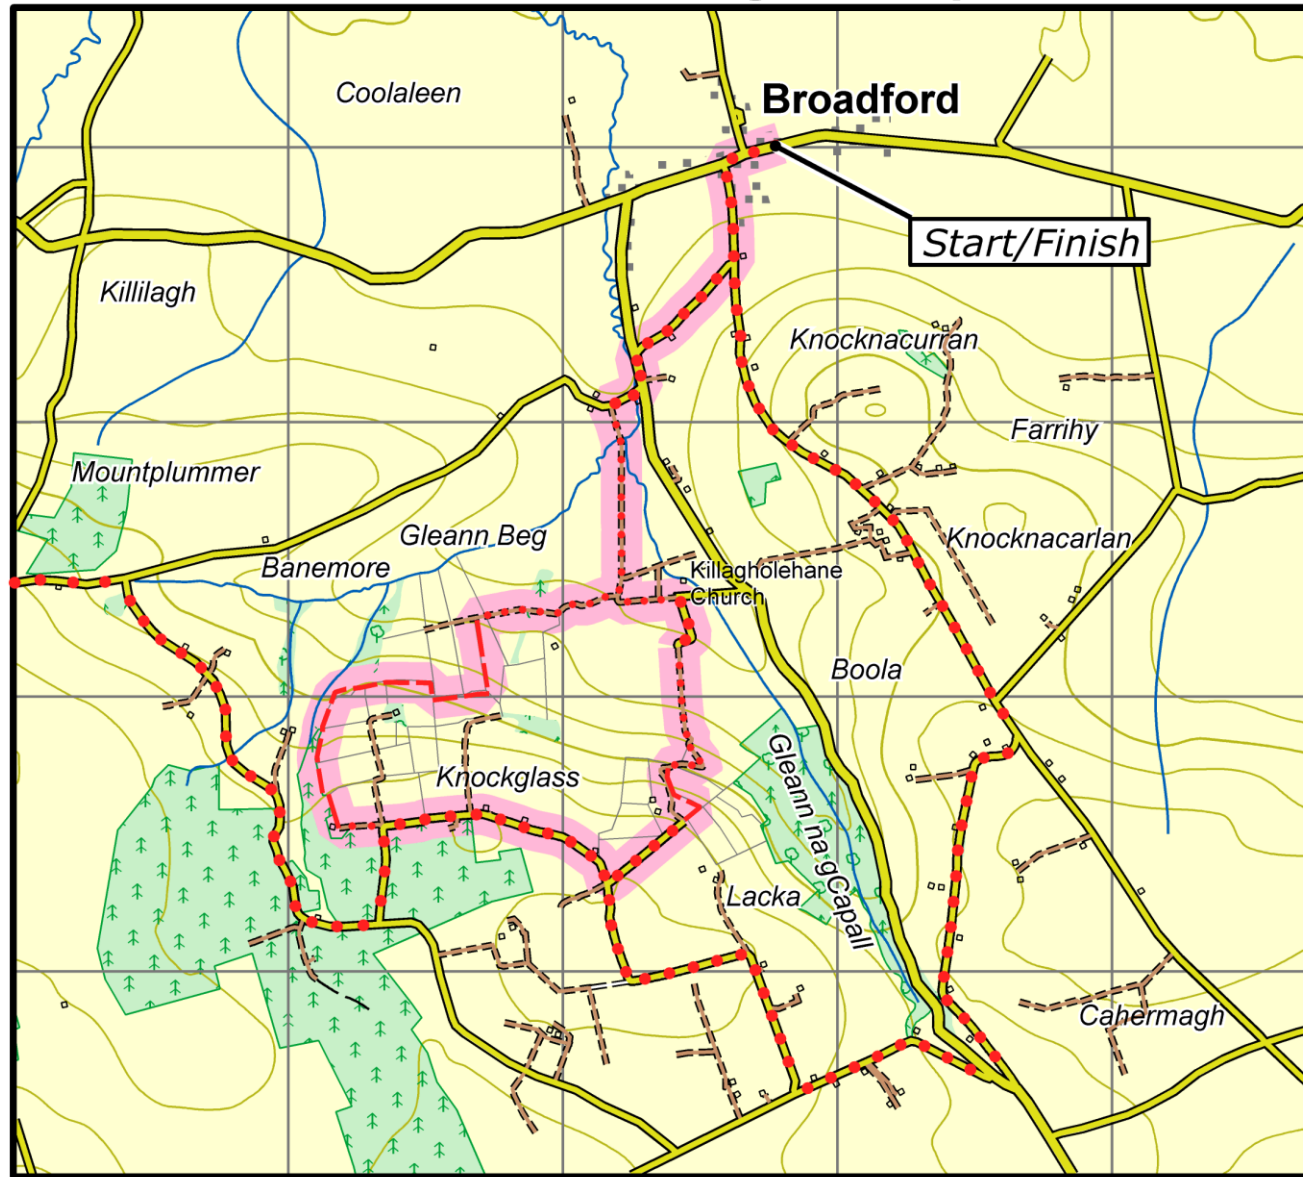 Coolaleen
Broadford
Start/Finish
Killilagh
Knocknacurran
Farrihy
Mountplummer
Gleann Beg
Knocknacarlan
Banemore
Killagholehane
Church
Boola
Knockglass
Gleann na gCapall
Lacka
Cahermagh